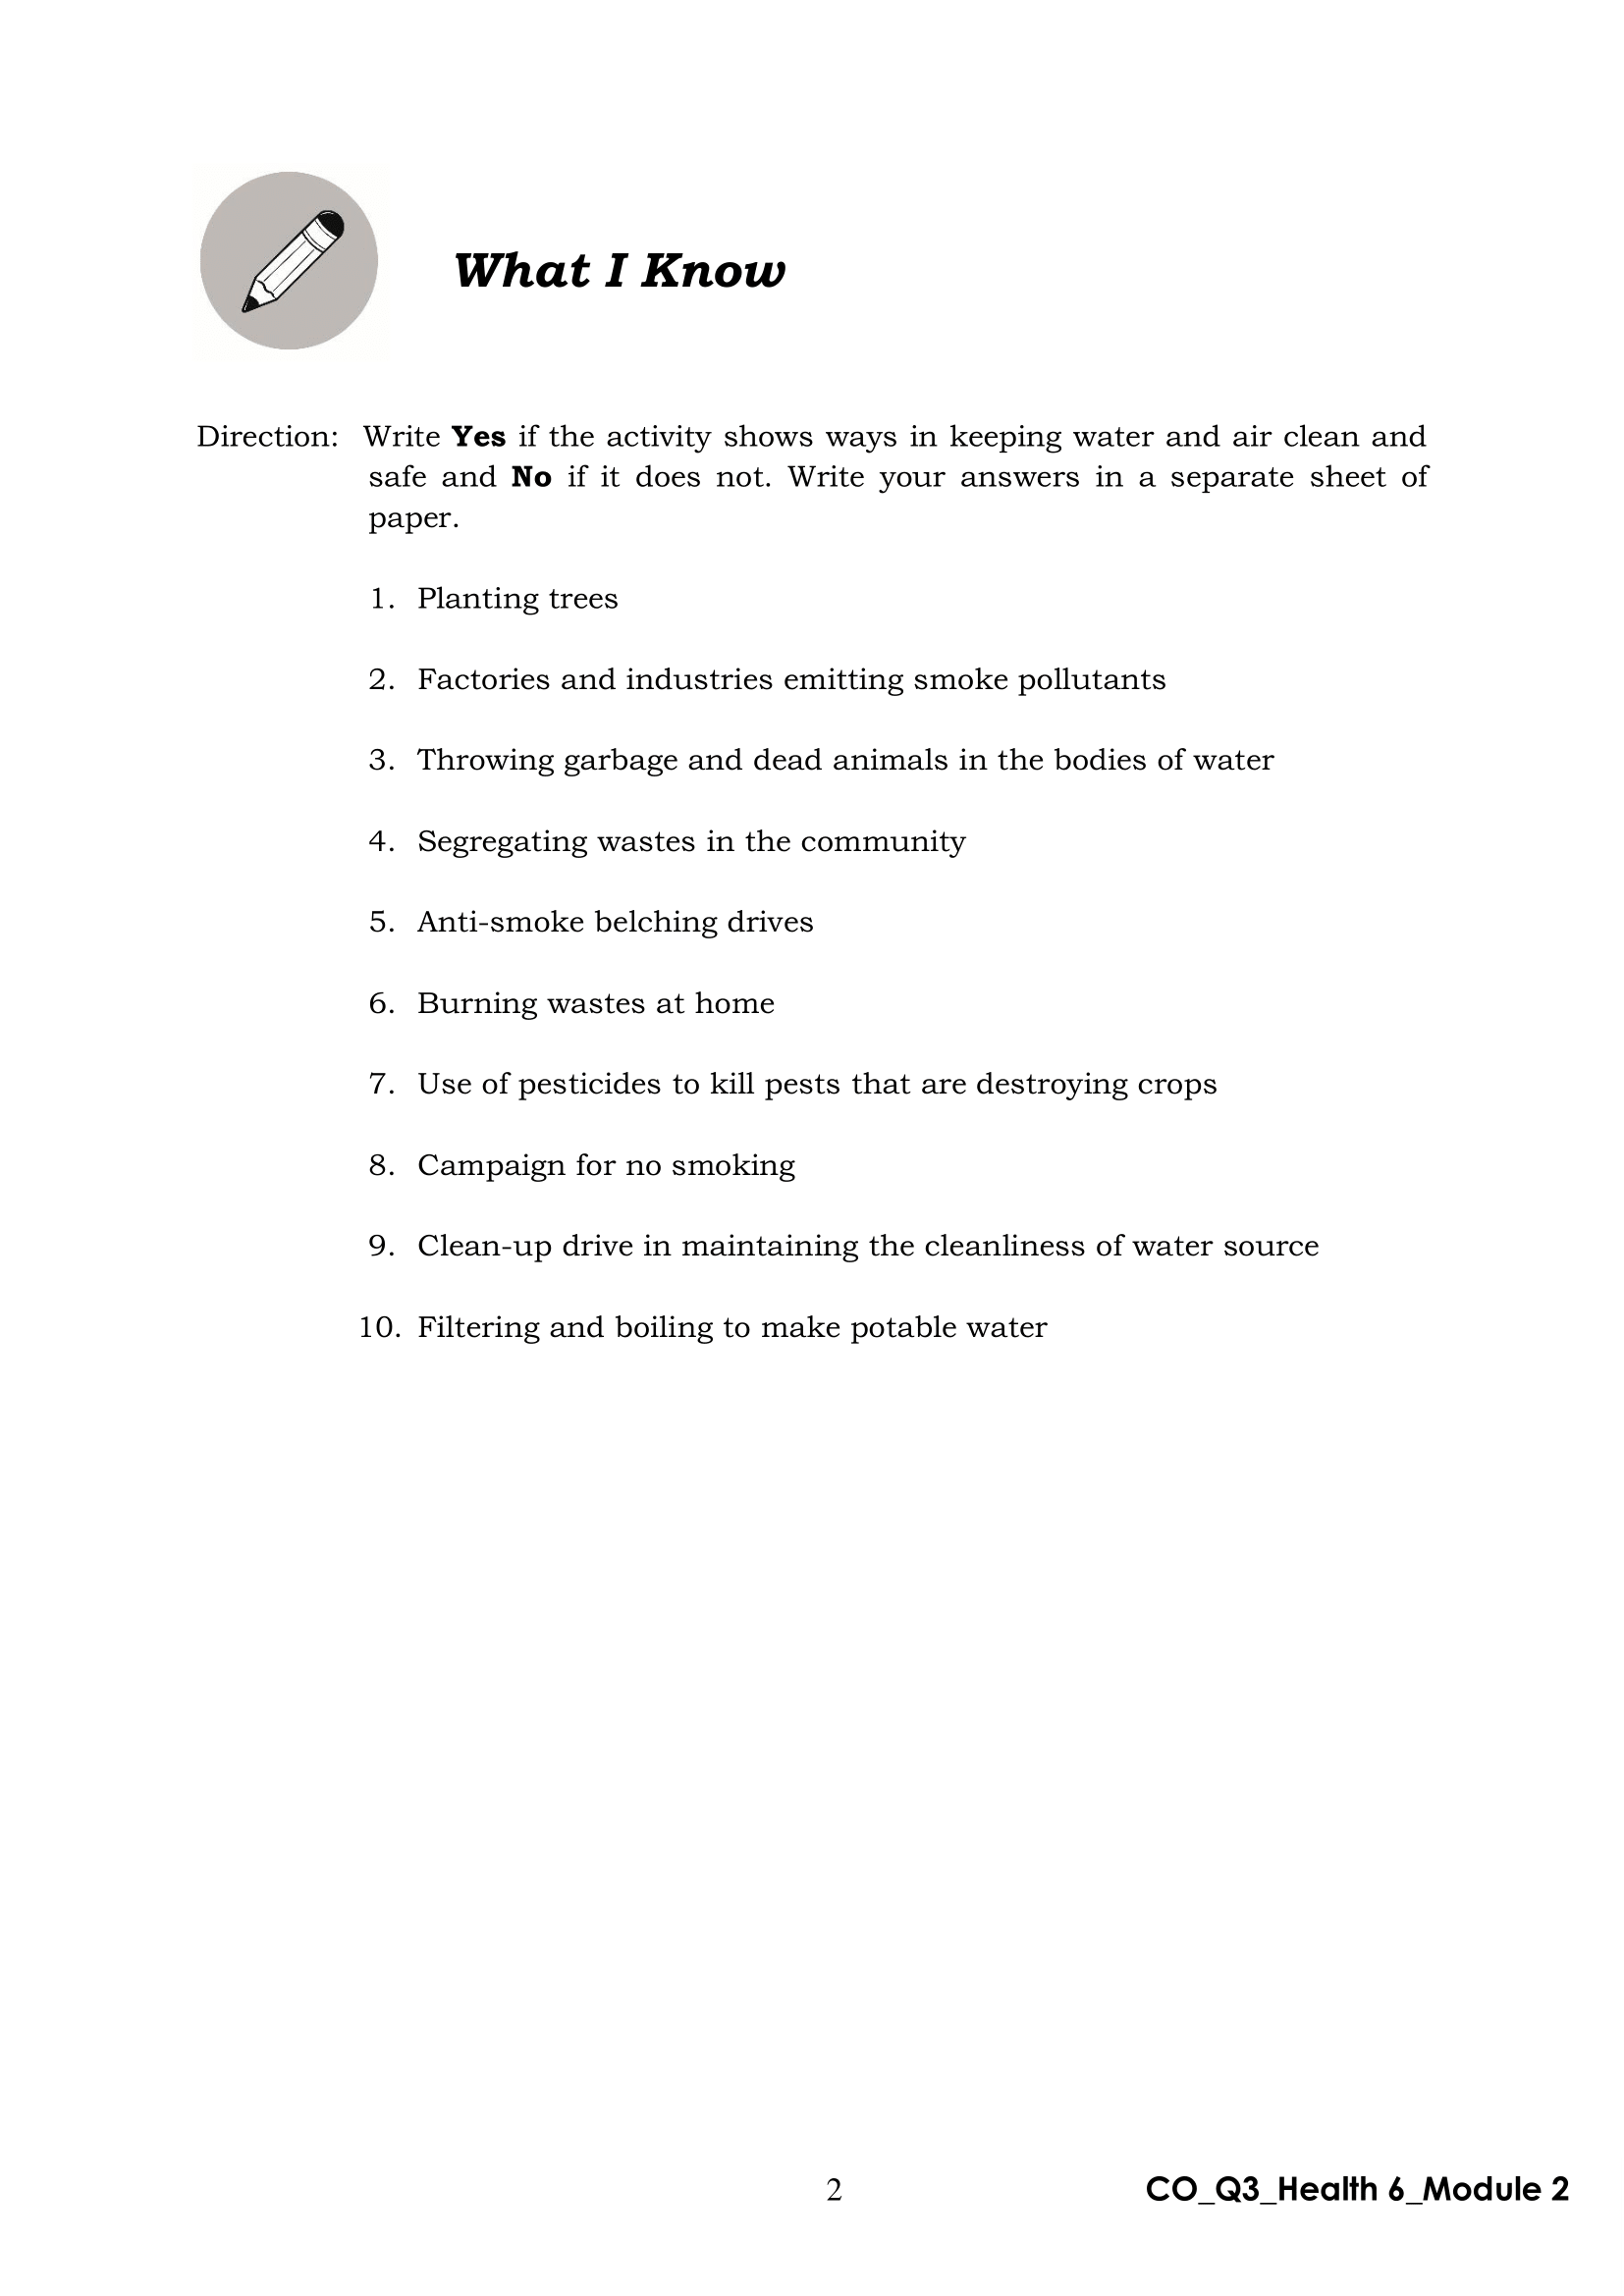 What I Know
Direction: Write Yes if the activity shows ways in keeping water and air clean and
safe and No if it does not. Write your answers in a separate sheet of
paper.
1. Planting trees
2. Factories and industries emitting smoke pollutants
3. Throwing garbage and dead animals in the bodies of water
4. Segregating wastes in the community
5. Anti-smoke belching drives
6. Burning wastes at home
7. Use of pesticides to kill pests that are destroying crops
8. Campaign for no smoking
9. Clean-up drive in maintaining the cleanliness of water source
10. Filtering and boiling to make potable water
2
CO_Q3_Health 6_Module 2